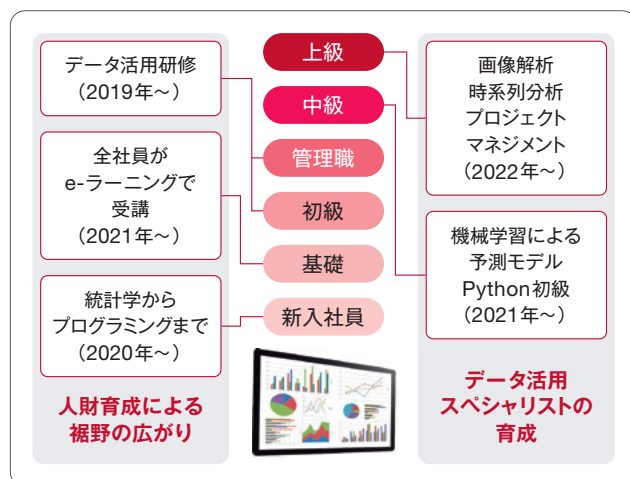 データ活用研修
（2019年～）
全社員が
e-ラーニングで
受講
（2021年～）
統計学から
プログラミングまで
（2020年～）
人財育成による
裾野の広がり
上級
中級
管理職
初級
基礎
新入社員
画像解析
時系列分析
プロジェクト
マネジメント
（2022年～）
機械学習による
予測モデル
Python初級
（2021年～）
データ活用
スペシャリストの
育成